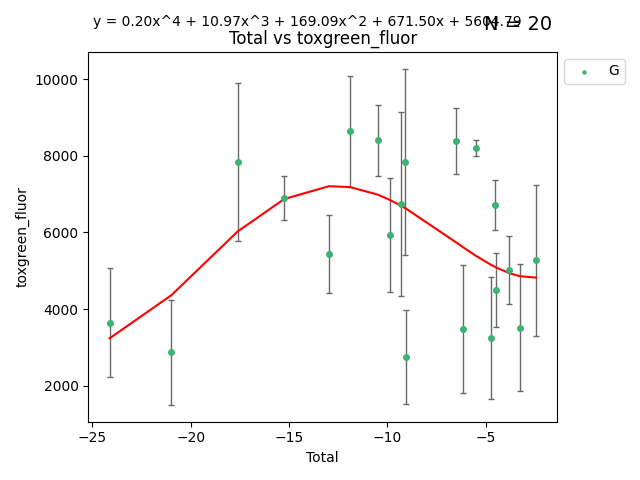 y = 0.20x^4 + 10.97x^3 + 169.09x^2 + 671.50x + 5604.79
N = 20
Total vs toxgreen_fluor
G
toxgreen_fluor
10000
8000
6000
4000
2000
−25
−20
−15
−10
−5
Total